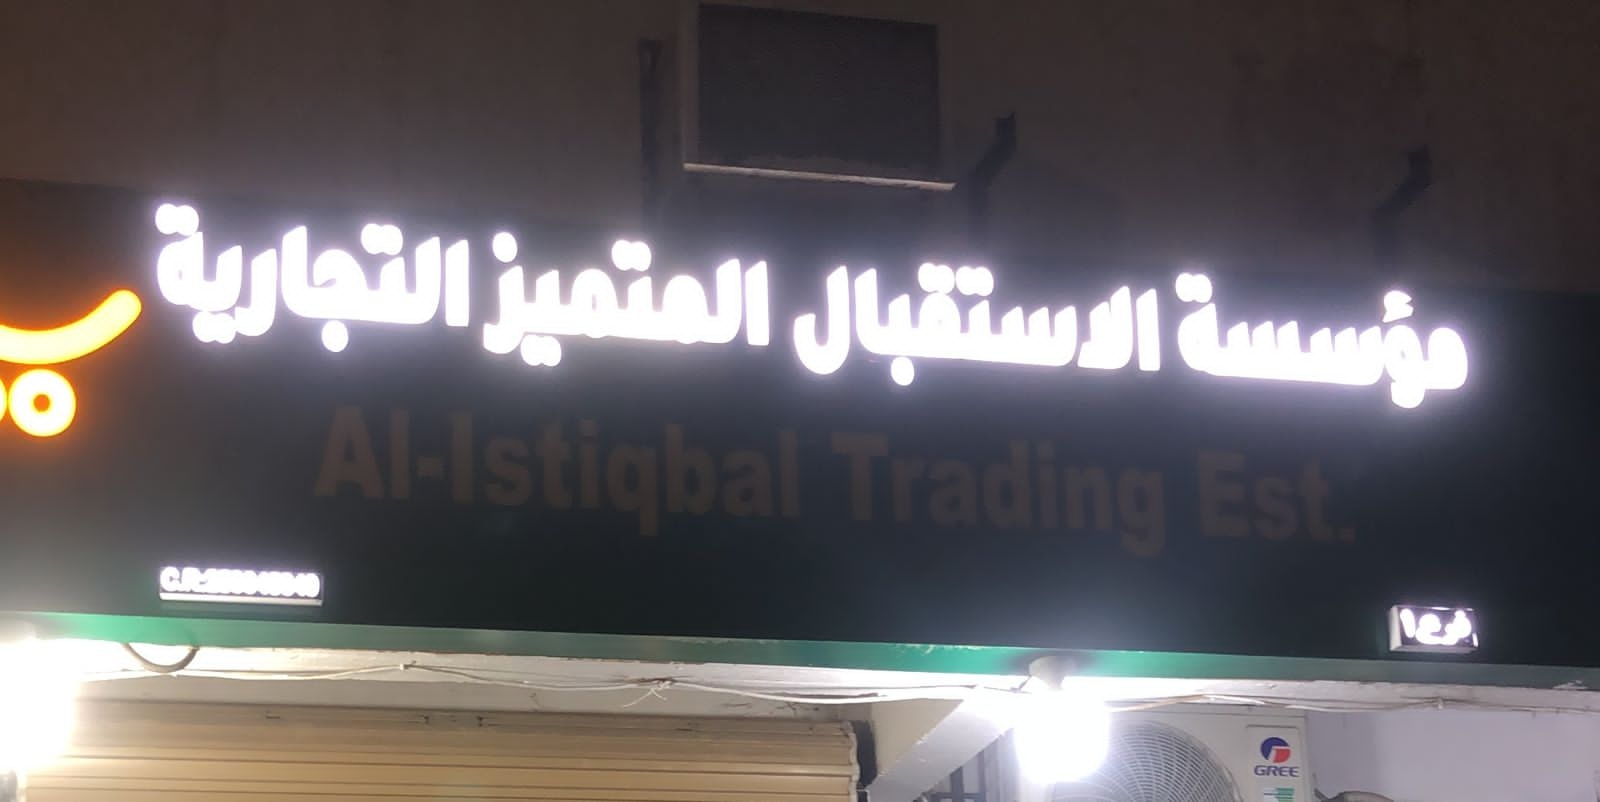 مؤسسة الاستقبال المتميز التجارية
Al-Istiqbal Trading Est.
فرع ١
GREE